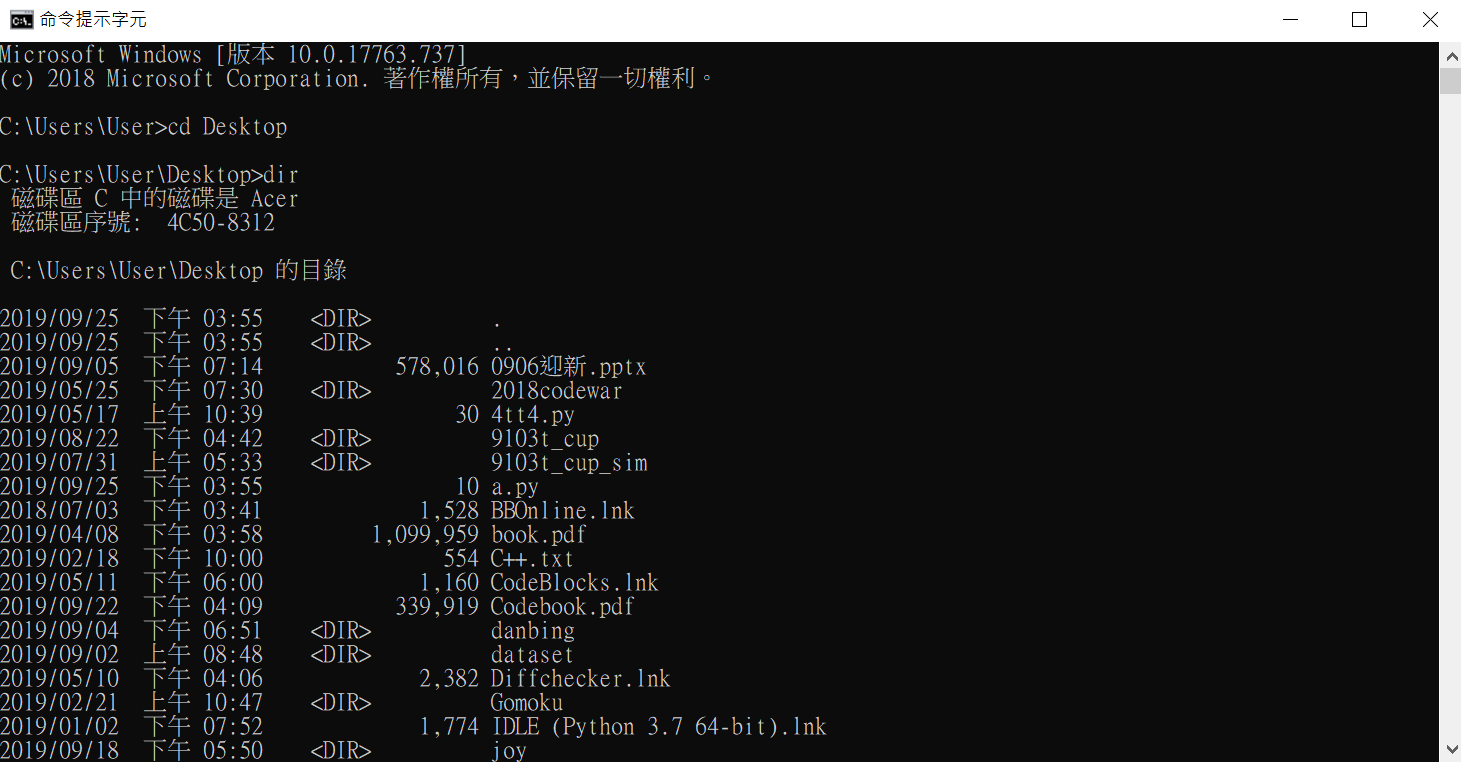 命令提示字元
Microsoft Windows [版本 10.0.17763.737]
(c) 2018 Microsoft Corporation. 著作權所有，並保留一切權利。
C:\Users\User>cd Desktop
C:\Users\User\Desktop>dir
 磁碟區 C 中的磁碟是 Acer
 磁碟區序號:  4C50-8312
 C:\Users\User\Desktop 的目錄
2019/09/25  下午 03:55    <DIR>          .
2019/09/25  下午 03:55    <DIR>          ..
2019/09/05  下午 07:14           578,016 0906迎新.pptx
2019/05/25  下午 07:30    <DIR>          2018codewar
2019/05/17  上午 10:39                30 4tt4.py
2019/08/22  下午 04:42    <DIR>          9103t_cup
2019/07/31  上午 05:33    <DIR>          9103t_cup_sim
2019/09/25  下午 03:55                10 a.py
2018/07/03  下午 03:41             1,528 BBOnline.lnk
2019/04/08  下午 03:58         1,099,959 book.pdf
2019/02/18  下午 10:00               554 C++.txt
2019/05/11  下午 06:00             1,160 CodeBlocks.lnk
2019/09/22  下午 04:09           339,919 Codebook.pdf
2019/09/04  下午 06:51    <DIR>          danbing
2019/09/02  上午 08:48    <DIR>          dataset
2019/05/10  下午 04:06             2,382 Diffchecker.lnk
2019/02/21  上午 10:47    <DIR>          Gomoku
2019/01/02  下午 07:52             1,774 IDLE (Python 3.7 64-bit).lnk
2019/09/18  下午 05:50    <DIR>          joy